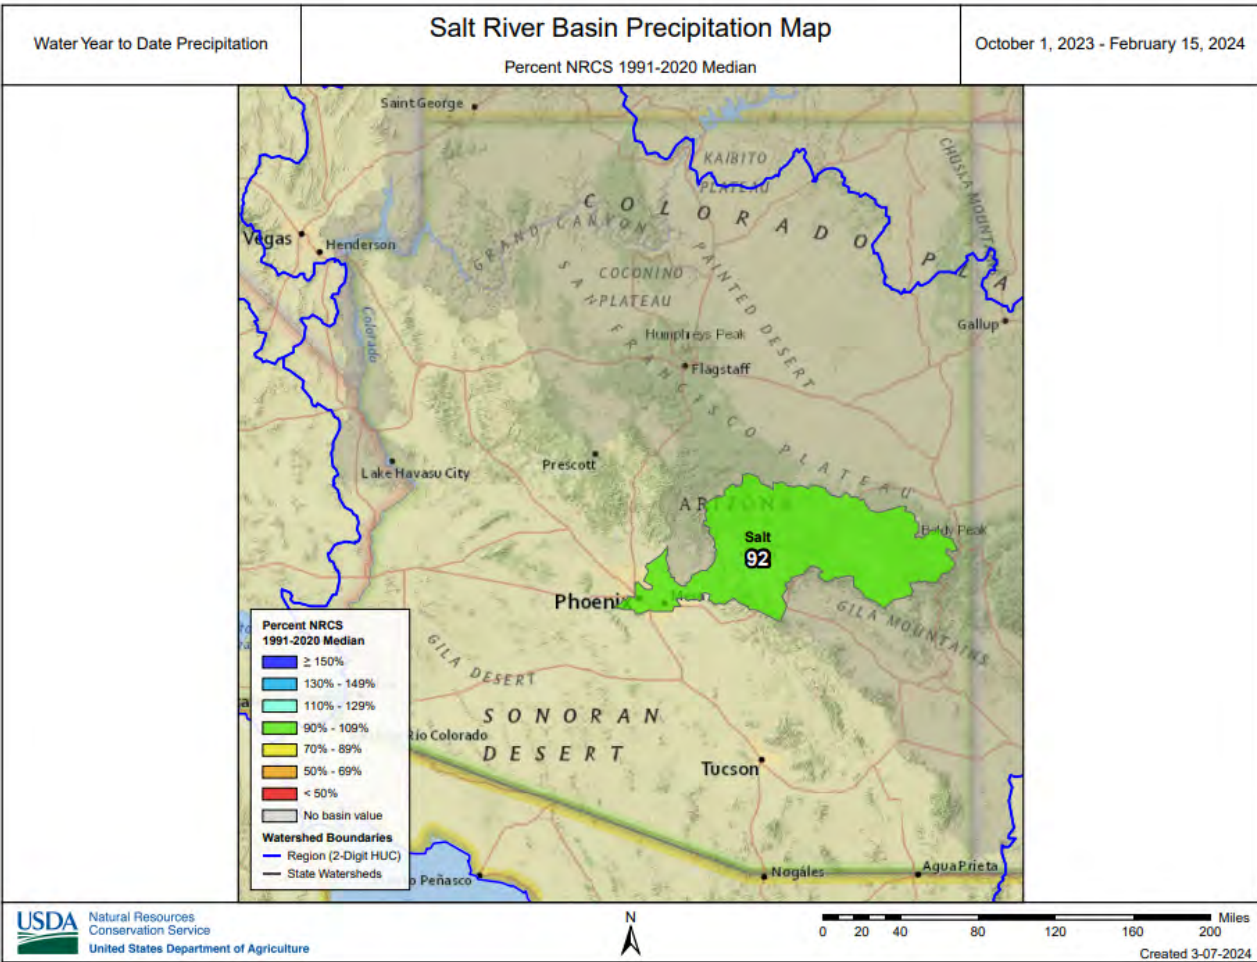 Water Year to Date Precipitation
Salt River Basin Precipitation Map
Percent NRCS 1991-2020 Median
October 1, 2023 - February 15, 2024
Saint George
KAIBITO
PLATEAU
CHUSKA MOUNTA
COLORADO PLA
GRAND CANYON
Vegas
Henderson
PAINTED DESERT
COCONINO
PLATEAU
SAN FRANCISCO PLATEAU
Colorado
Gallup
Humphreys Peak
Flagstaff
Lake Havasu City
Prescott
ARIZONA
Baldy Peak
Salt
92
Phoeni
Mesa
GILA MOUNTAINS
GILA DESERT
SONORAN
DESERT
Río Colorado
Tucson
Nogáles
Agua Prieta
Peñasco
Percent NRCS
1991-2020 Median
≥ 150%
130% - 149%
110% - 129%
90% - 109%
70% - 89%
50% - 69%
< 50%
No basin value
Watershed Boundaries
Region (2-Digit HUC)
State Watersheds
USDA
Natural Resources
Conservation Service
United States Department of Agriculture
N
0 20 40 80 120 160 200 Miles
Created 3-07-2024